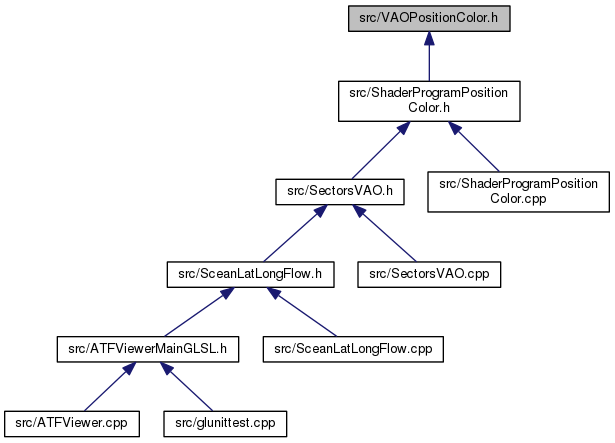 src/VAOPositionColor.h
src/ShaderProgramPosition
Color.h
src/SectorsVAO.h
src/ShaderProgramPosition
Color.cpp
src/SceanLatLongFlow.h
src/SectorsVAO.cpp
src/ATFViewerMainGLSL.h
src/SceanLatLongFlow.cpp
src/ATFViewer.cpp
src/glunittest.cpp